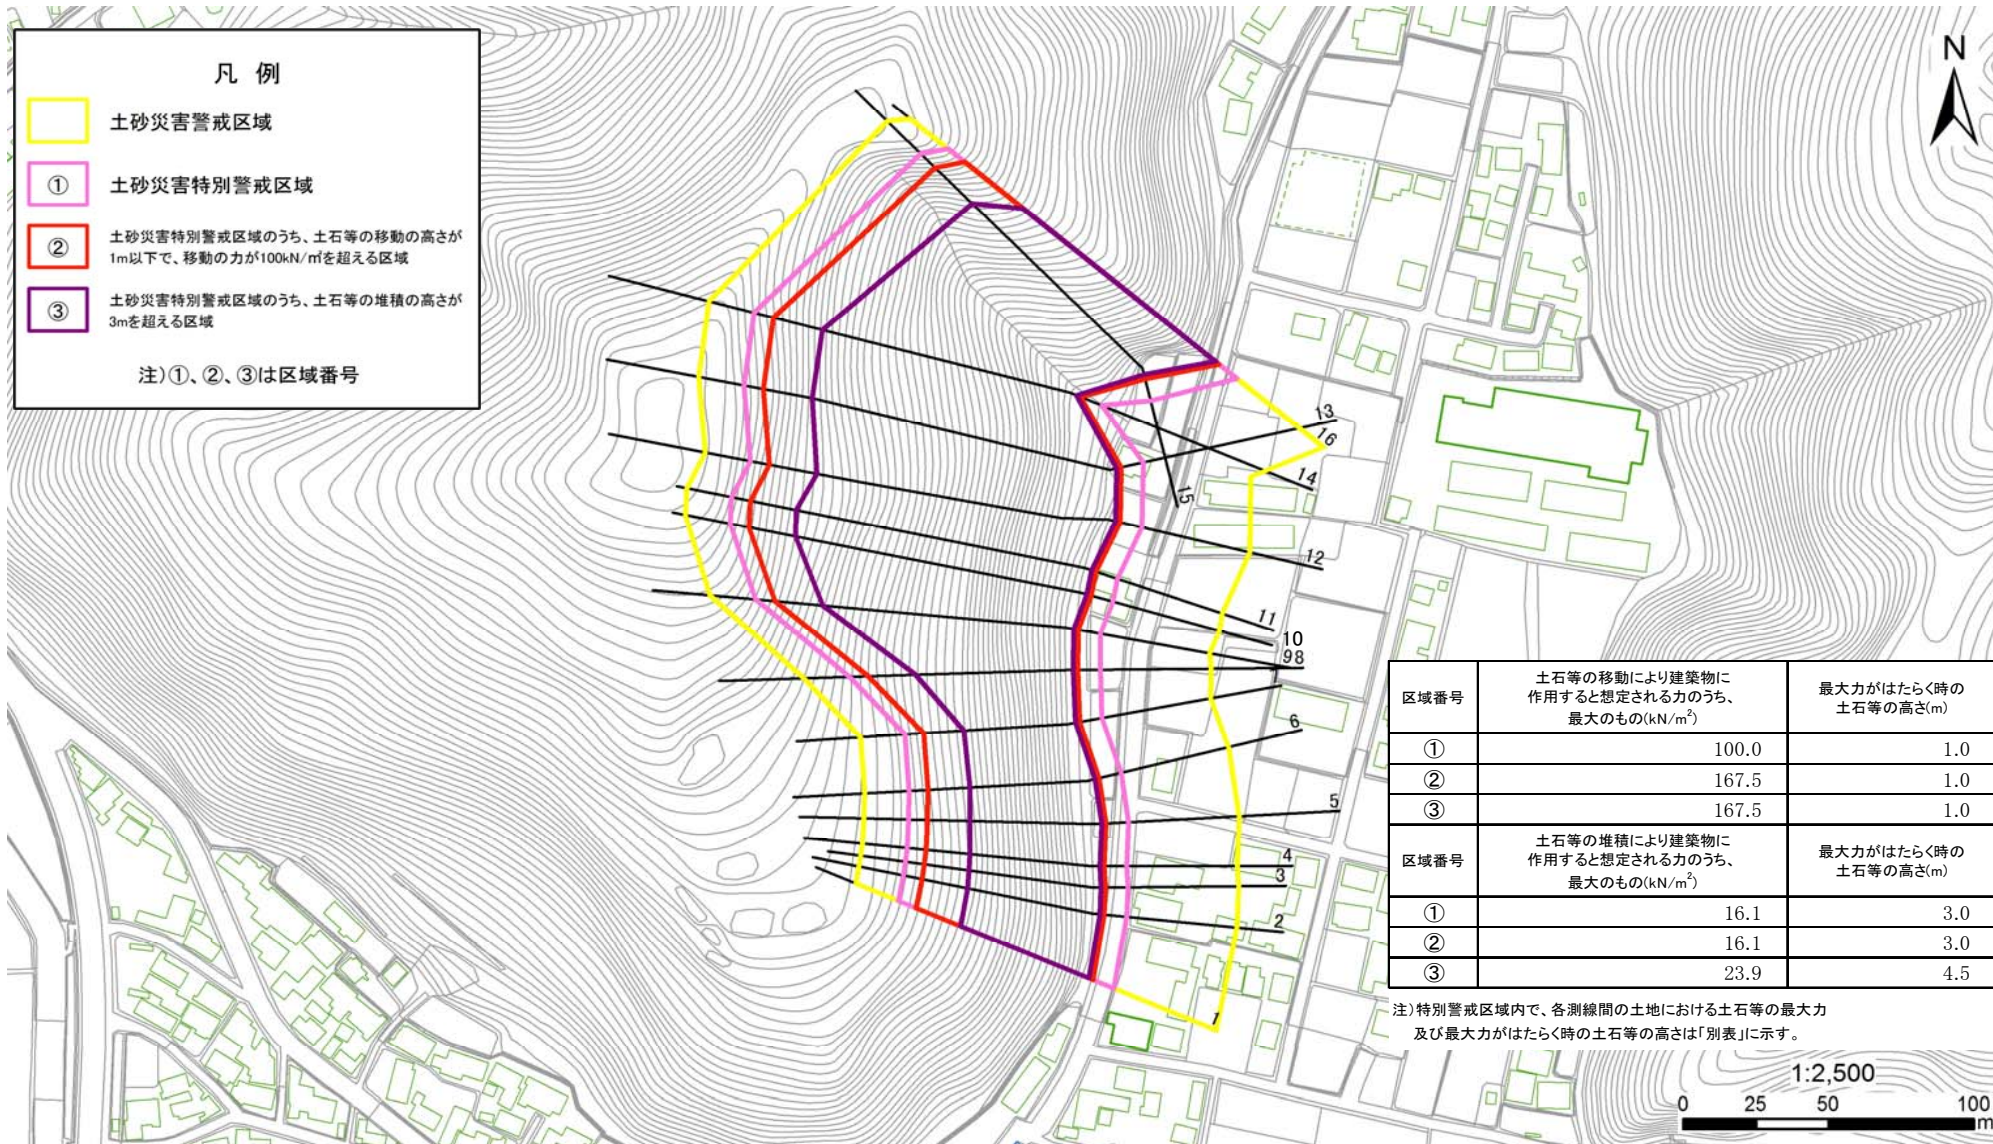 凡 例
土砂災害警戒区域
① 土砂災害特別警戒区域
② 土砂災害特別警戒区域のうち、土石等の移動の高さが
1m以下で、移動の力が100kN/㎡を超える区域
③ 土砂災害特別警戒区域のうち、土石等の堆積の高さが
3mを超える区域
注)①、②、③は区域番号
N
13
16
14
15
12
11
10
98
7
6
5
4
3
2
1
区域番号 土石等の移動により建築物に
作用すると想定される力のうち、
最大のもの(kN/m²) 最大力がはたらく時の
土石等の高さ(m)
① 100.0 1.0
② 167.5 1.0
③ 167.5 1.0
区域番号 土石等の堆積により建築物に
作用すると想定される力のうち、
最大のもの(kN/m²) 最大力がはたらく時の
土石等の高さ(m)
① 16.1 3.0
② 16.1 3.0
③ 23.9 4.5
注)特別警戒区域内で、各測線間の土地における土石等の最大力
及び最大力がはたらく時の土石等の高さは「別表」に示す。
1:2,500
0 25 50 100
m